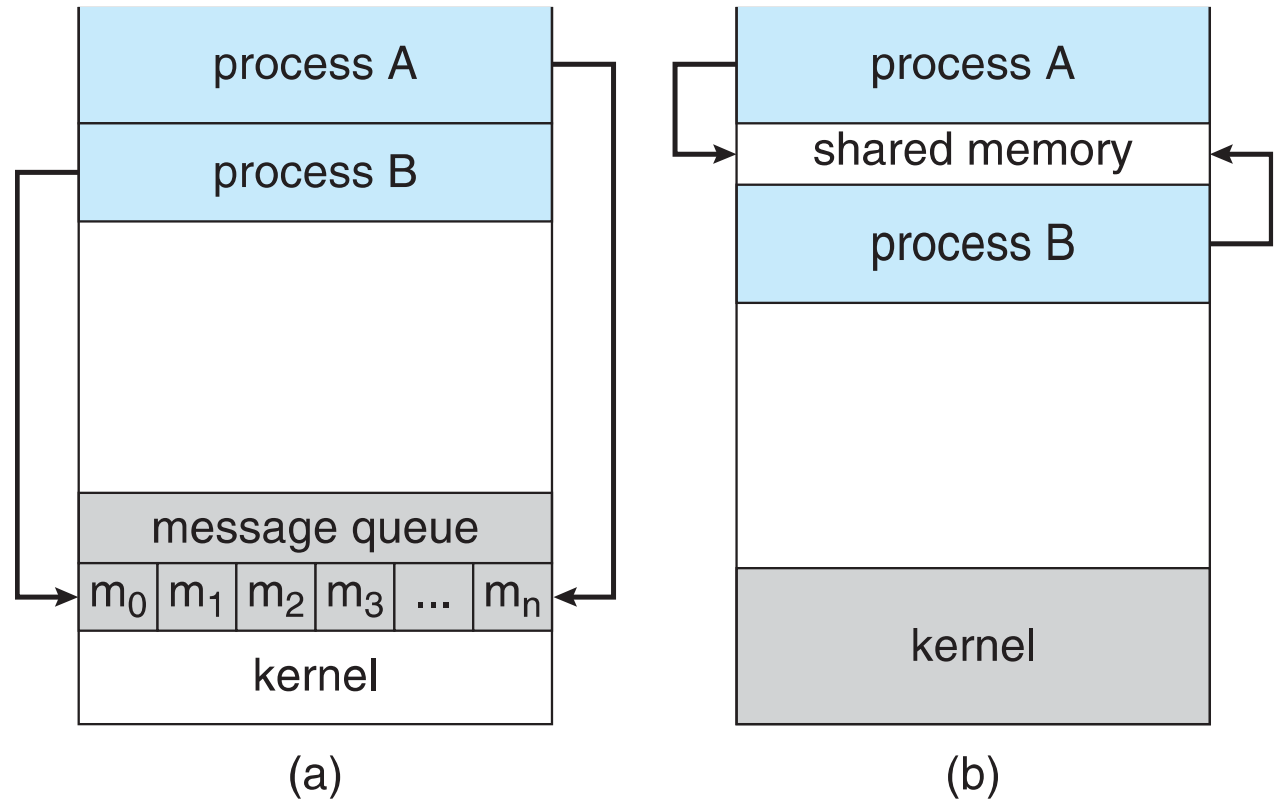 process A
process B
message queue
m0 m1 m2 m3 ... mn
kernel
(a)
process A
shared memory
process B
kernel
(b)